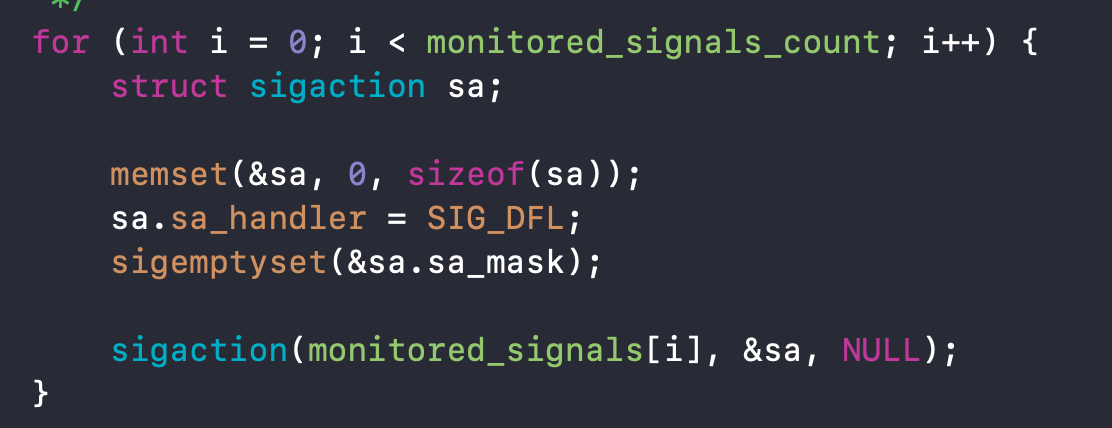 */
for (int i = 0; i < monitored_signals_count; i++) {
    struct sigaction sa;

    memset(&sa, 0, sizeof(sa));
    sa.sa_handler = SIG_DFL;
    sigemptyset(&sa.sa_mask);

    sigaction(monitored_signals[i], &sa, NULL);
}